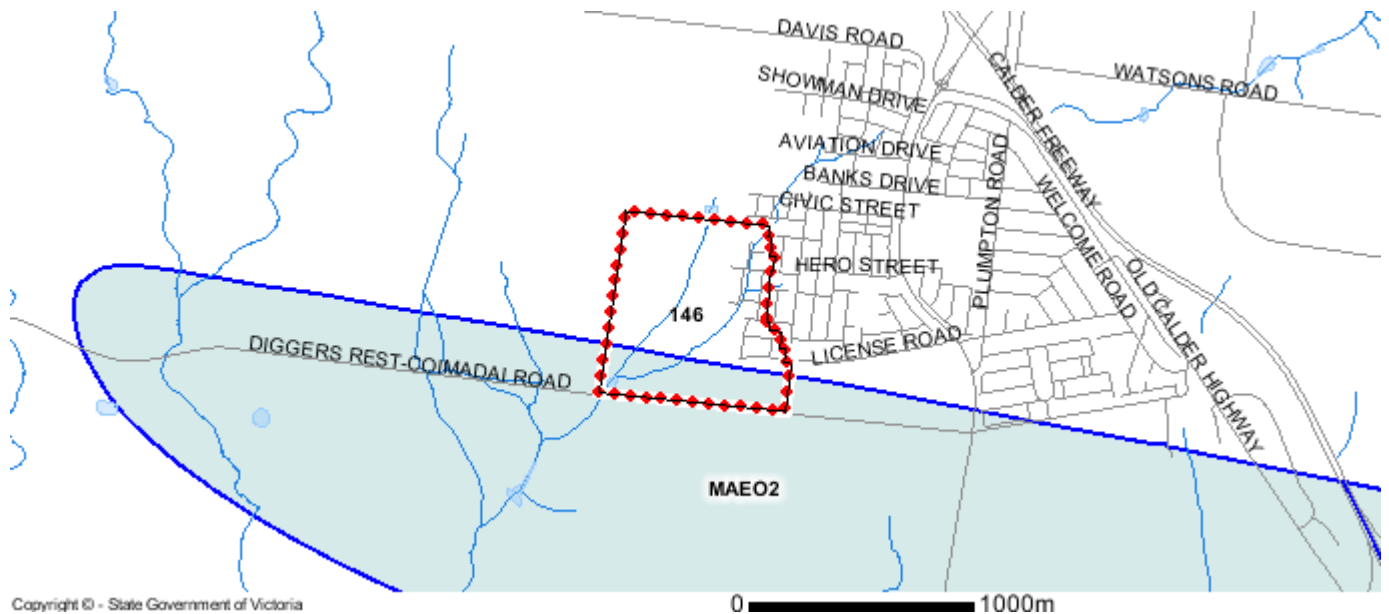 DAVIS ROAD
CALDER FREEWAY
WATSONS ROAD
SHOWMAN DRIVE
AVIATION DRIVE
BANKS DRIVE
PLUMPTON ROAD
WELCOME ROAD
CIVIC STREET
HERO STREET
OLD CALDER HIGHWAY
146
LICENSE ROAD
DIGGERS REST-COIMADAI ROAD
MAEO2
Copyright © - State Government of Victoria
0 1000m